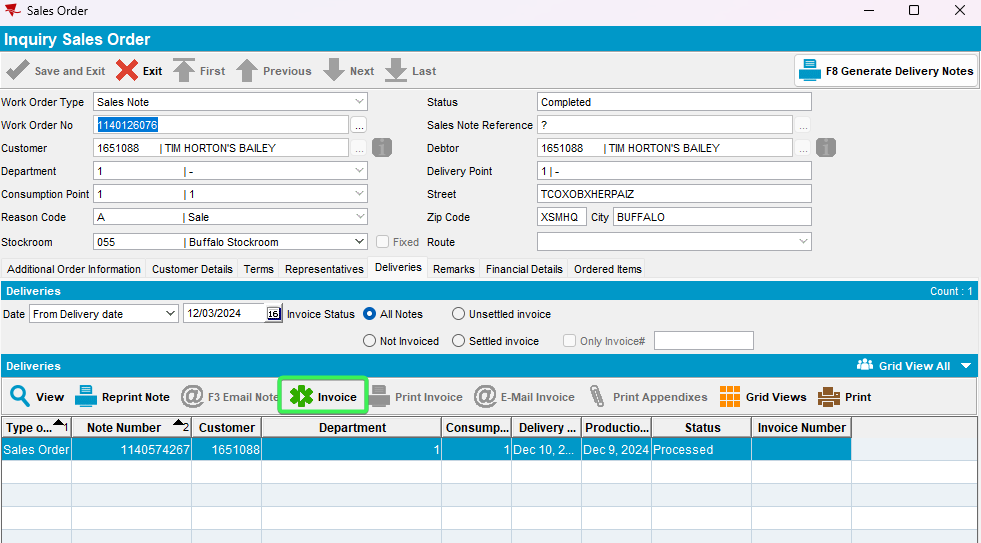 Sales Order
Inquiry Sales Order
Save and Exit Exit First Previous Next Last F8 Generate Delivery Notes
Work Order Type Sales Note Status Completed
Work Order No 1140126076 ... Sales Note Reference ? ...
Customer 1651088 | TIM HORTON'S BAILEY ... i Debtor 1651088 | TIM HORTON'S BAILEY ... i
Department 1 | - Delivery Point 1 | -
Consumption Point 1 | 1 Street TCOXOBXHERPAIZ
Reason Code A | Sale Zip Code XSMHQ City BUFFALO
Stockroom 055 | Buffalo Stockroom Fixed Route
Additional Order Information Customer Details Terms Representatives Deliveries Remarks Financial Details Ordered Items
Deliveries Count : 1
Date From Delivery date 12/03/2024 16 Invoice Status All Notes Unsettled invoice
Not Invoiced Settled invoice Only Invoice#
Deliveries Grid View All
View Reprint Note @ F3 Email Note Invoice Print Invoice @ E-Mail Invoice Print Appendixes Grid Views Print
Type o... 1 Note Number 2 Customer Department Consump... Delivery ... Productio... Status Invoice Number
Sales Order 1140574267 1651088 1 1 Dec 10, 2... Dec 9, 2024 Processed